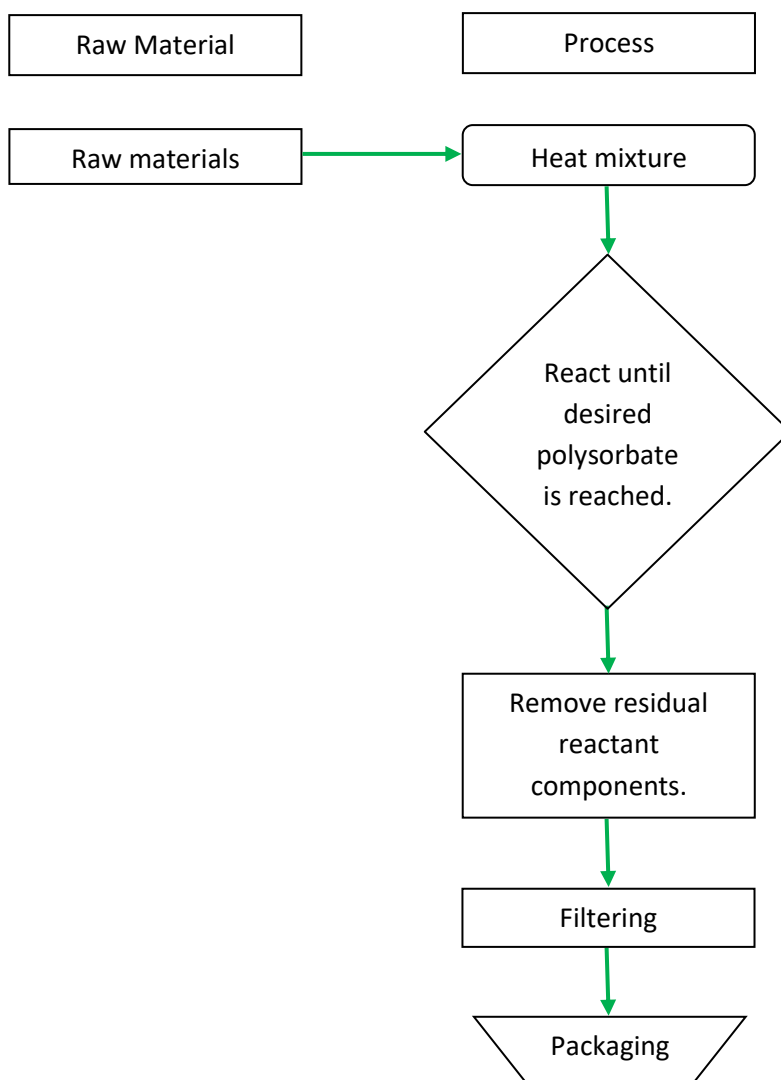 Raw Material
Process
Raw materials
Heat mixture
React until
desired
polysorbate
is reached.
Remove residual
reactant
components.
Filtering
Packaging